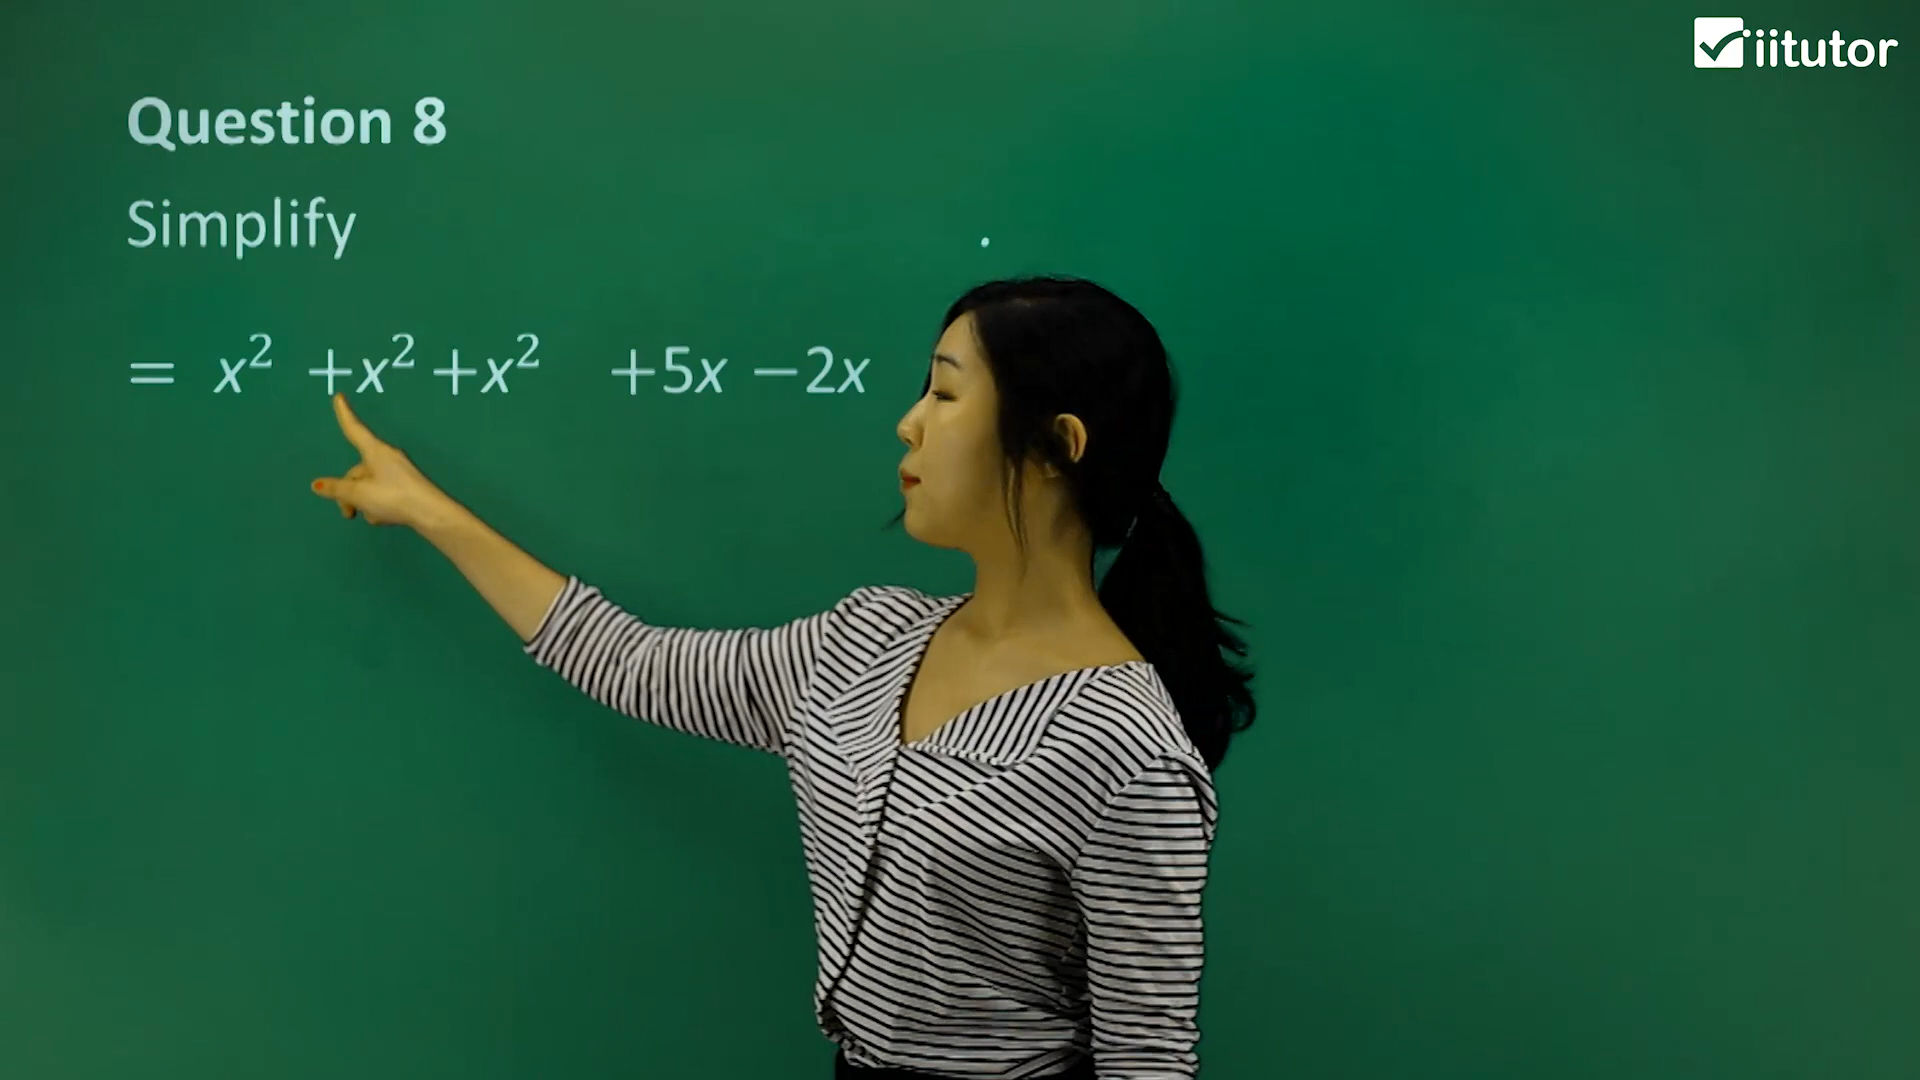 iitutor
Question 8
Simplify
= x² +x² +x² +5x −2x